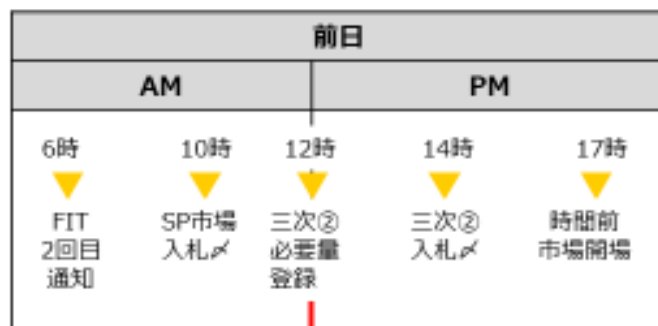 前日
AM
PM
6時
10時
12時
14時
17時
FIT
2回目
通知
SP市場
入札〆
三次②
必要量
登録
三次②
入札〆
時間前
市場開場